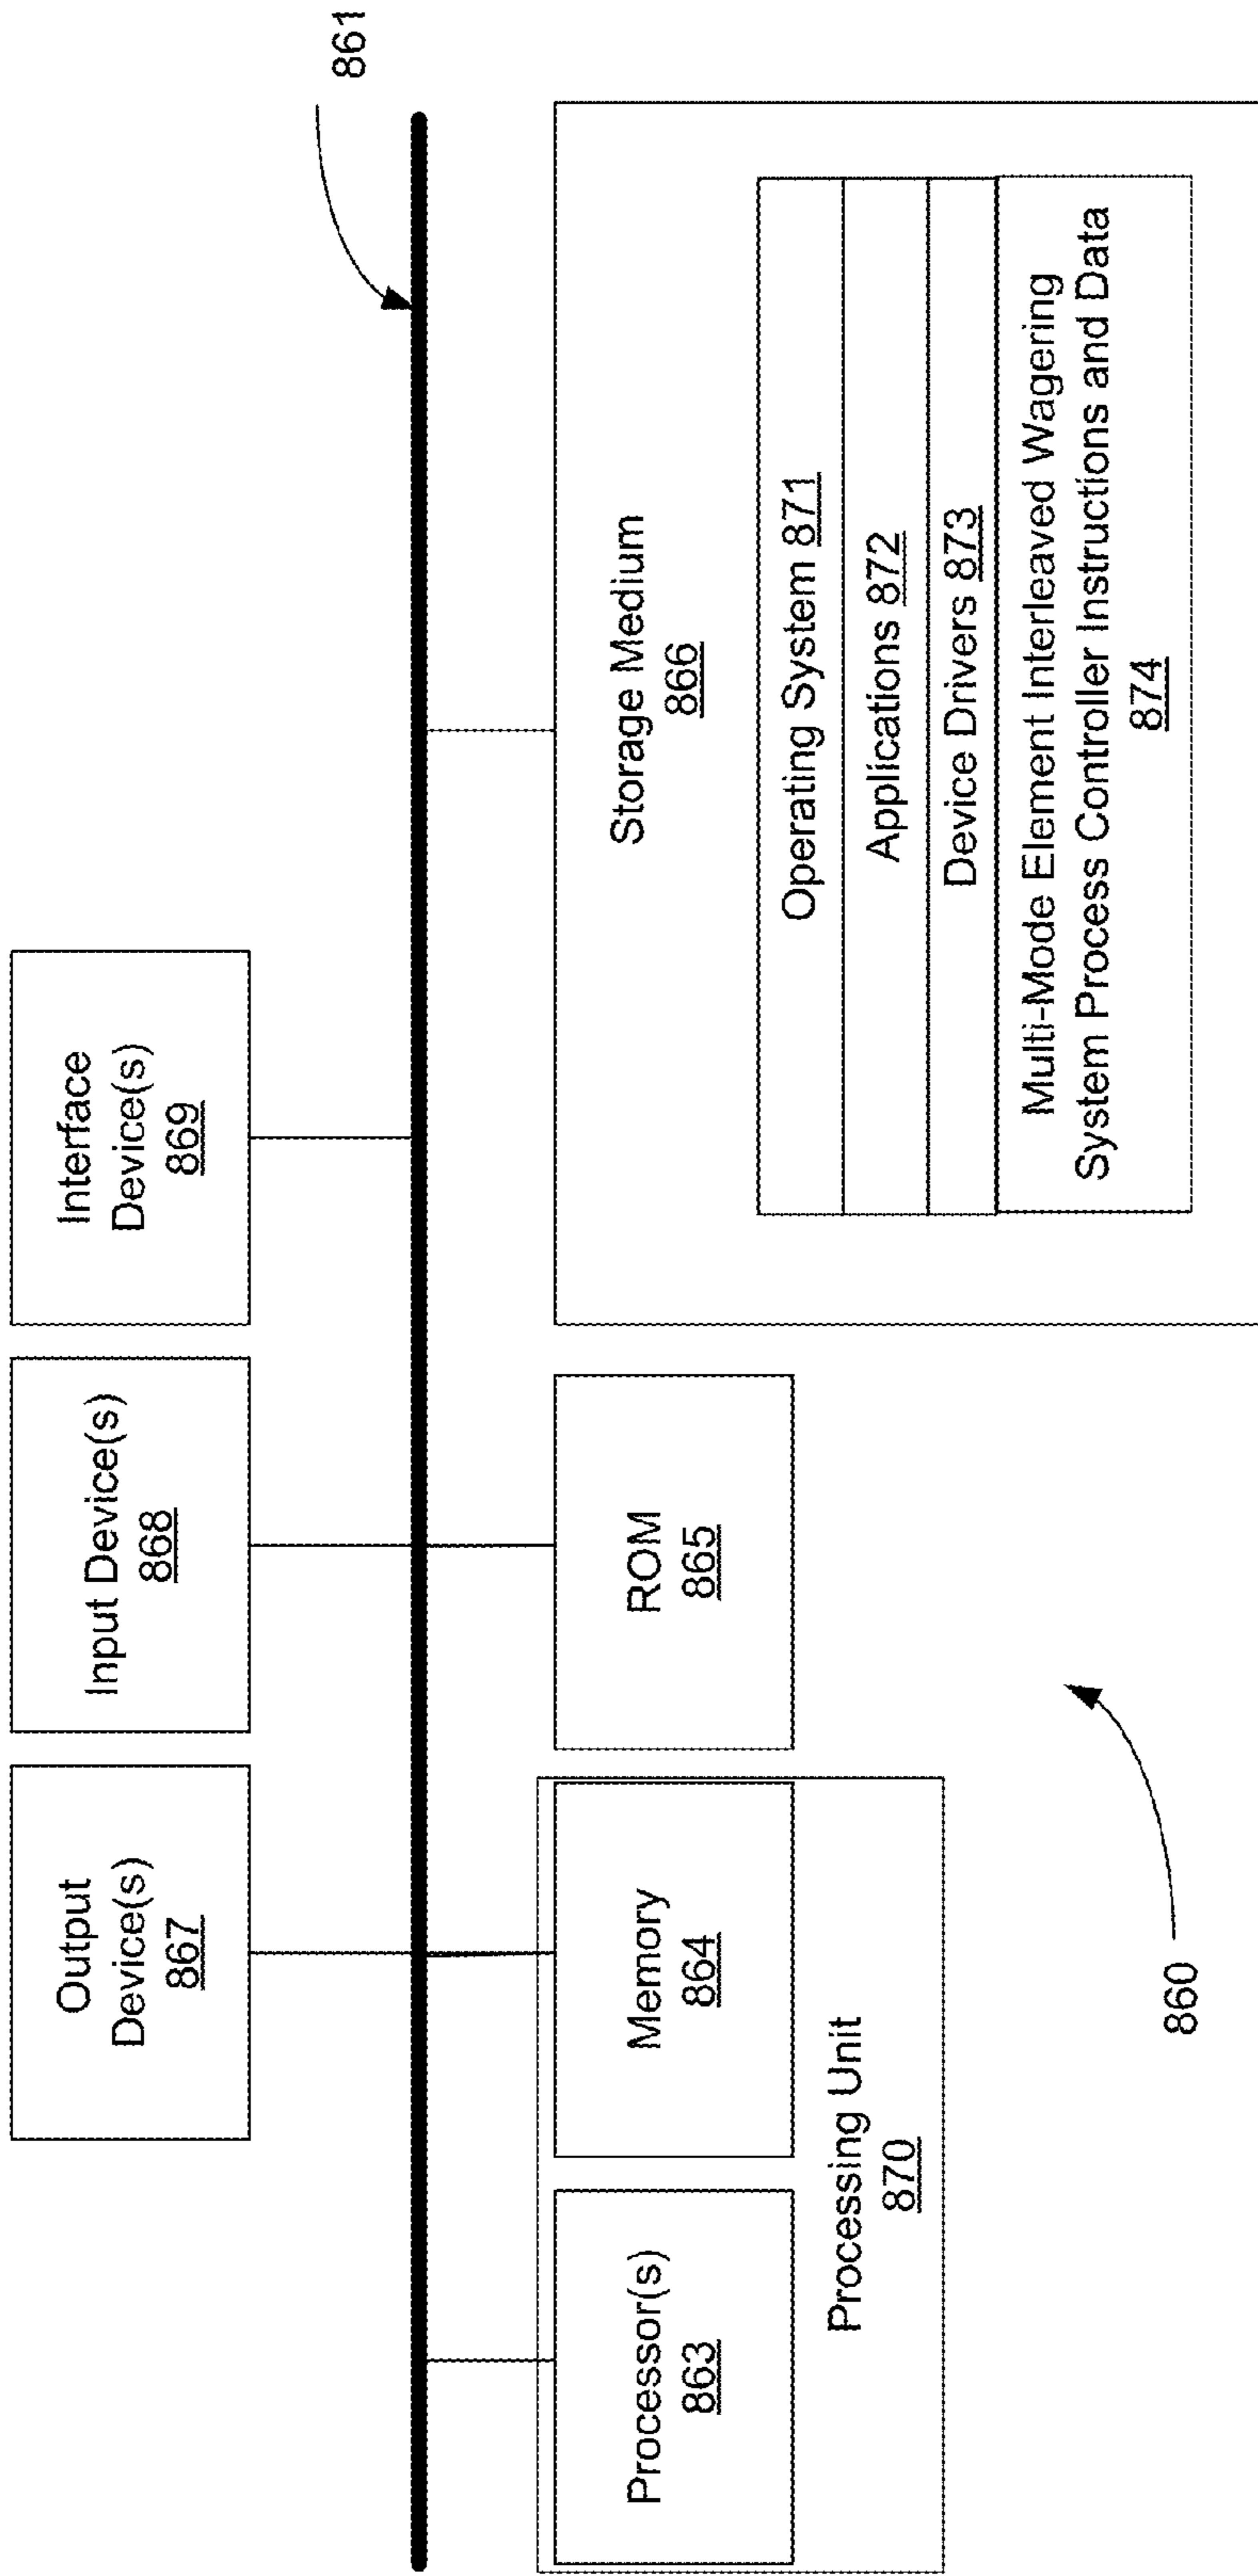 861
Output
Device(s)
867
Input Device(s)
868
Interface
Device(s)
869
Processor(s)
863
Memory
864
Processing Unit
870
ROM
865
Storage Medium
866
Operating System 871
Applications 872
Device Drivers 873
Multi-Mode Element Interleaved Wagering
System Process Controller Instructions and Data
874
860